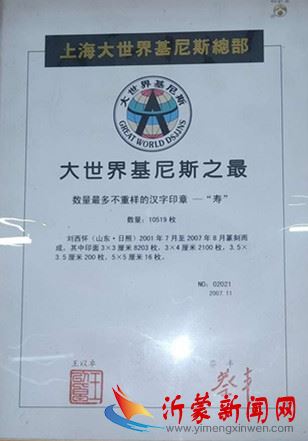 上海大世界基尼斯總部
大世界基尼斯
GREAT WORLD DSJJNS
大世界基尼斯之最
数量最多不重样的汉字印章 —“寿”
数量：10519 枚
刘西怀（山东·日照）2001 年 7 月至 2007 年 8 月篆刻而
成。其中印面 3×3 厘米 8203 枚，3×4 厘米 2100 枚，3.5×
3.5 厘米 200 枚，5×5 厘米 16 枚。
NO: 02021
2007.11
沂蒙新闻网
www.yimengxinwen.com